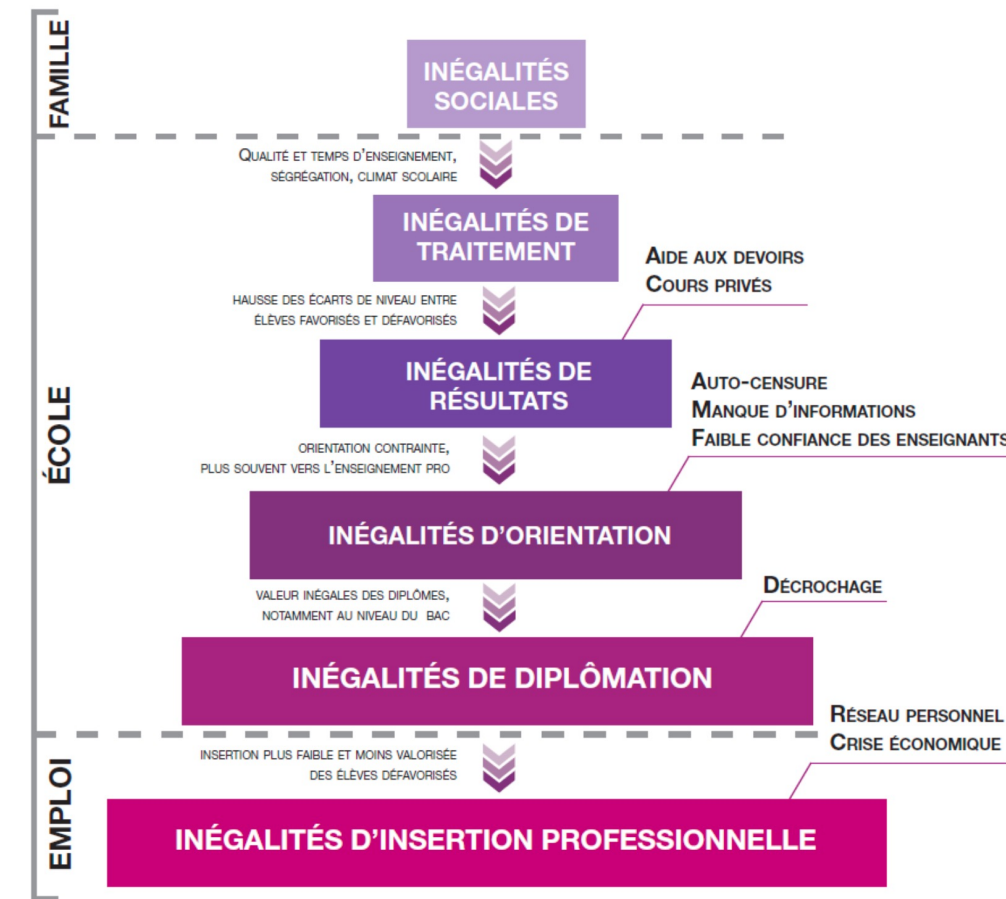 FAMILLE
INÉGALITÉS
SOCIALES
QUALITÉ ET TEMPS D'ENSEIGNEMENT,
SÉGRÉGATION, CLIMAT SCOLAIRE
ÉCOLE
INÉGALITÉS DE
TRAITEMENT
AIDE AUX DEVOIRS
COURS PRIVÉS
HAUSSE DES ÉCARTS DE NIVEAU ENTRE
ÉLÈVES FAVORISÉS ET DÉFAVORISÉS
INÉGALITÉS DE
RÉSULTATS
AUTO-CENSURE
MANQUE D'INFORMATIONS
FAIBLE CONFIANCE DES ENSEIGNANTS
ORIENTATION CONTRAINTE,
PLUS SOUVENT VERS L'ENSEIGNEMENT PRO
INÉGALITÉS D'ORIENTATION
VALEUR INÉGALES DES DIPLÔMES,
NOTAMMENT AU NIVEAU DU BAC
DÉCROCHAGE
INÉGALITÉS DE DIPLÔMATION
RÉSEAU PERSONNEL
CRISE ÉCONOMIQUE
EMPLOI
INSERTION PLUS FAIBLE ET MOINS VALORISÉE
DES ÉLÈVES DÉFAVORISÉS
INÉGALITÉS D'INSERTION PROFESSIONNELLE